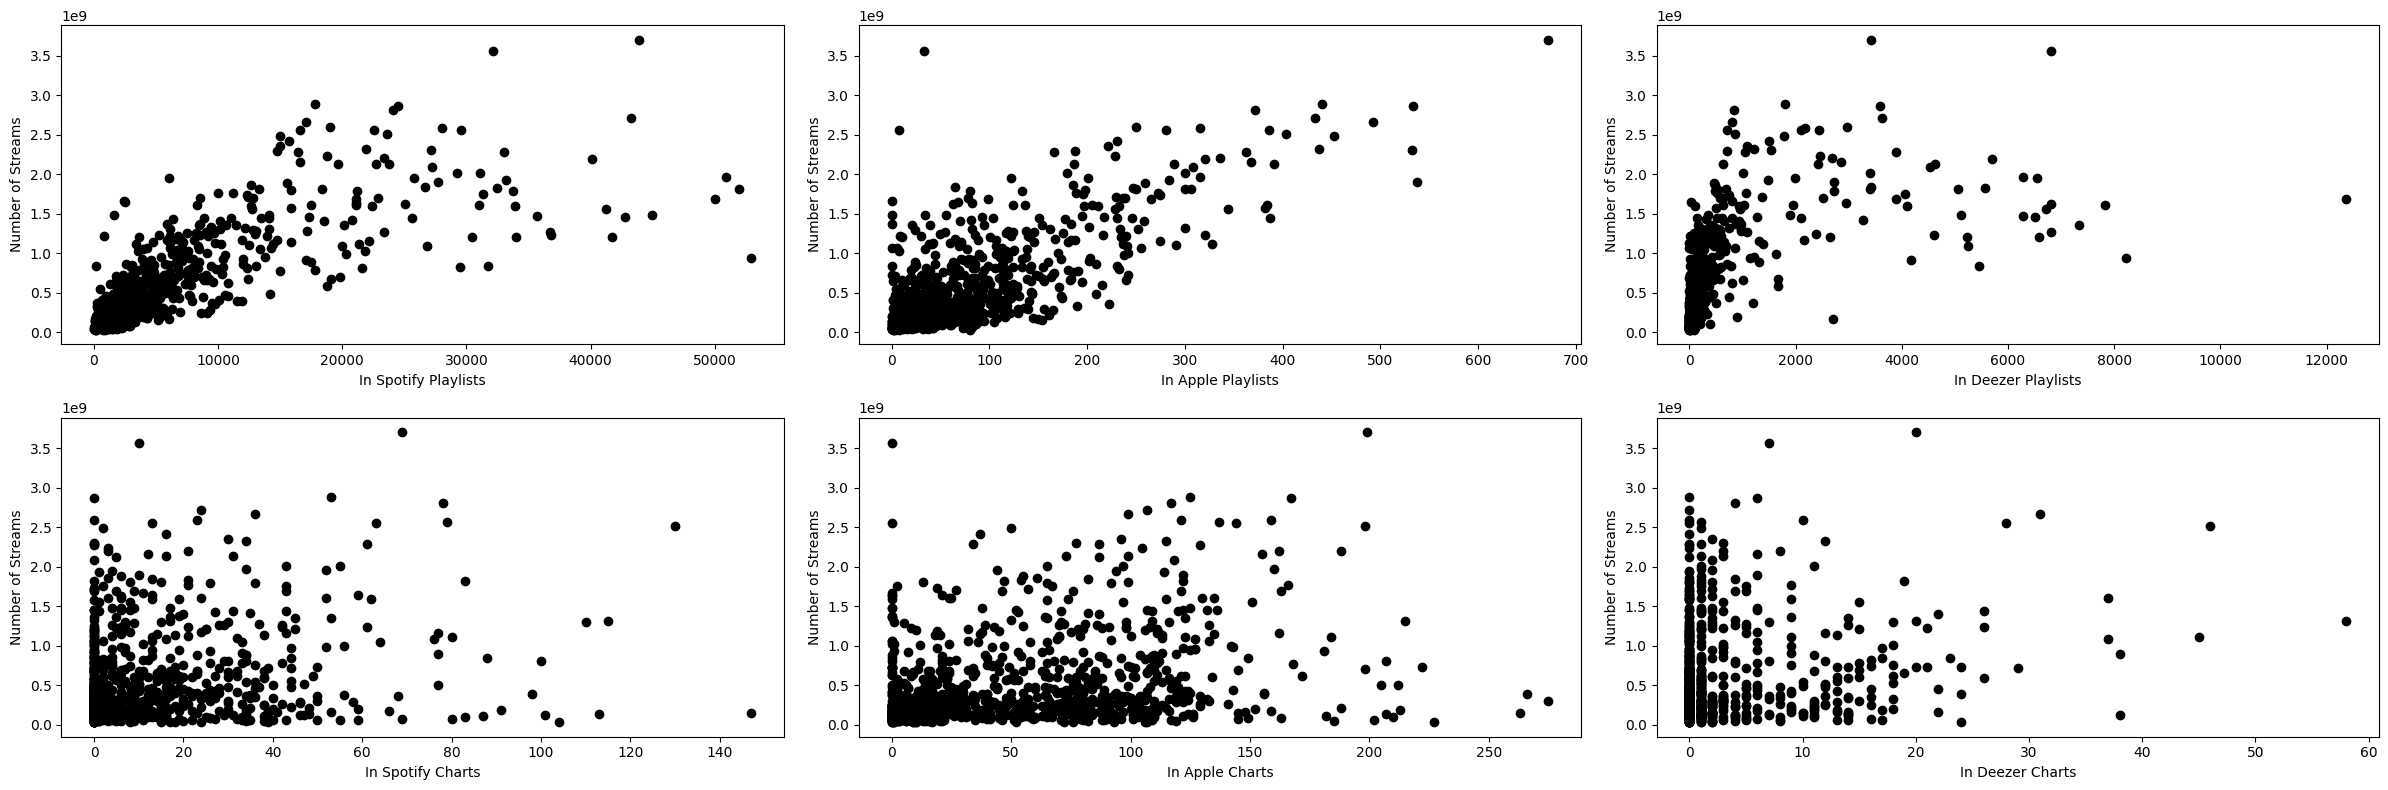 1e9 1e9 1e9
3.5 3.5 3.5
3.0 3.0 3.0
2.5 2.5 2.5
2.0 2.0 2.0
1.5 1.5 1.5
1.0 1.0 1.0
0.5 0.5 0.5
0.0 0.0 0.0
Number of Streams Number of Streams Number of Streams
0 10000 20000 30000 40000 50000 0 100 200 300 400 500 600 700 0 2000 4000 6000 8000 10000 12000
In Spotify Playlists In Apple Playlists In Deezer Playlists
1e9 1e9 1e9
3.5 3.5 3.5
3.0 3.0 3.0
2.5 2.5 2.5
2.0 2.0 2.0
1.5 1.5 1.5
1.0 1.0 1.0
0.5 0.5 0.5
0.0 0.0 0.0
Number of Streams Number of Streams Number of Streams
0 20 40 60 80 100 120 140 0 50 100 150 200 250 0 10 20 30 40 50 60
In Spotify Charts In Apple Charts In Deezer Charts